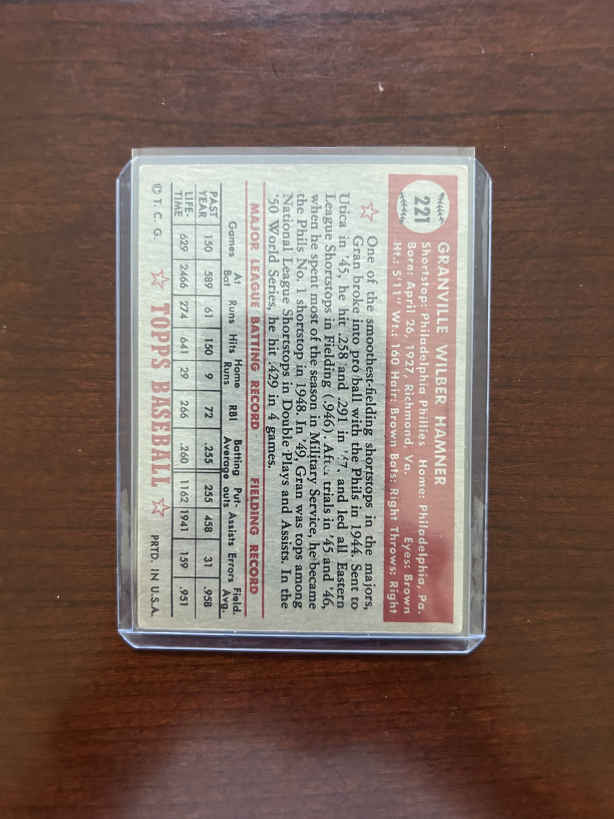 221
GRANVILLE WILBER HAMNER
Shortstop: Philadelphia Phillies Home: Philadelphia, Pa.
Born: April 26, 1927, Richmond, Va. Eyes: Brown
Ht.: 5'11" Wt.: 160 Hair: Brown Bats: Right Throws: Right
One of the smoothest-fielding shortstops in the majors,
Gran broke into pro ball with the Phils in 1944. Sent to
Utica in '45, he hit .258 and .291 in '47, and led all Eastern
League Shortstops in Fielding (.946). After trials in '45 and '46,
when he spent most of the season in Military Service, he became
the Phils No. 1 shortstop in 1948. In '49, Gran was tops among
National League Shortstops in Double Plays and Assists. In the
'50 World Series, he hit .429 in 4 games.
MAJOR LEAGUE BATTING RECORD FIELDING RECORD
Games At Bat Runs Hits Home Runs RBI Batting Average Put-outs Assists Errors Field. Avg.
PAST YEAR 150 589 61 150 9 72 .255 255 458 31 .958
LIFE-TIME 629 2466 274 641 29 266 .260 1162 1941 159 .951
© T. C. G. TOPPS BASEBALL PRTD. IN U.S.A.